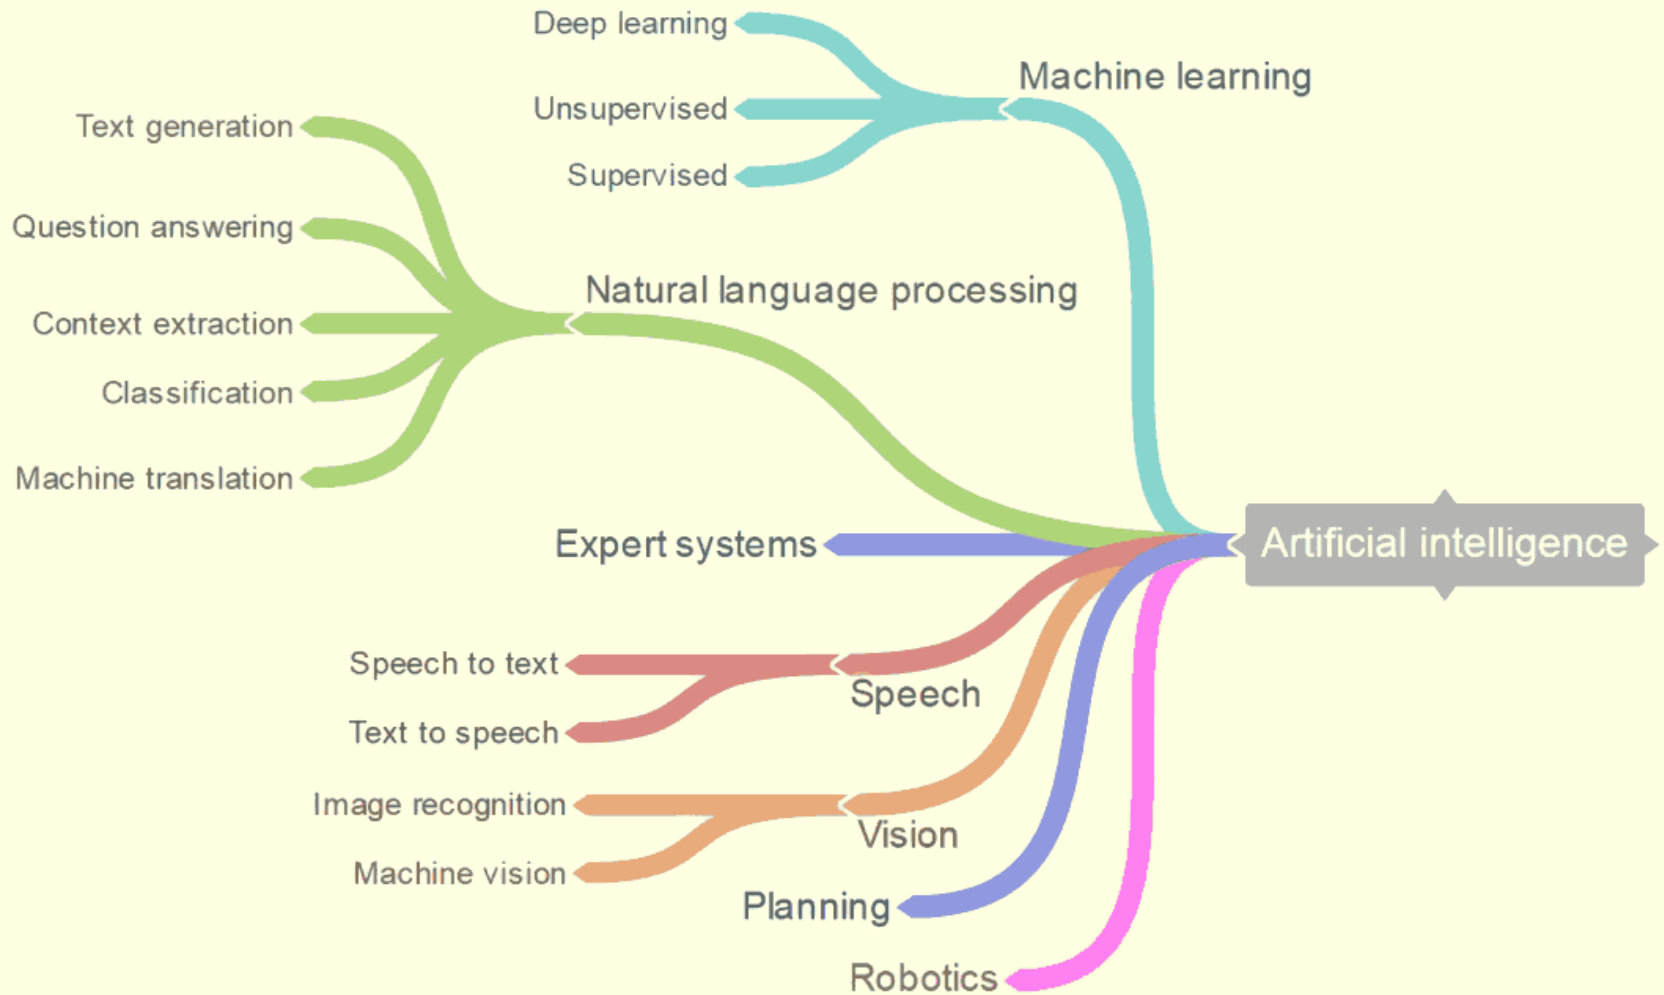 Deep learning
Machine learning
Unsupervised
Text generation
Supervised
Question answering
Natural language processing
Context extraction
Classification
Machine translation
Expert systems
Artificial intelligence
Speech to text
Speech
Text to speech
Image recognition
Vision
Machine vision
Planning
Robotics